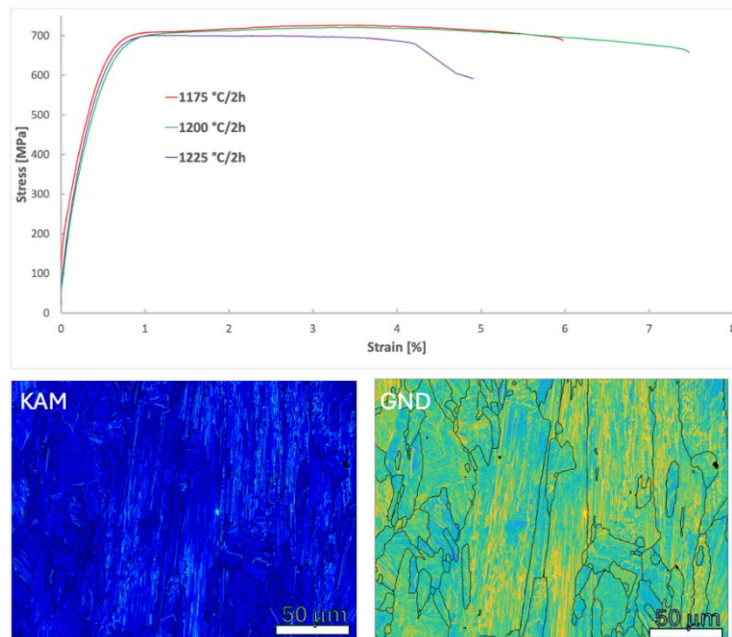 Stress [MPa]
700
600
500
400
300
200
100
0
1175 °C/2h
1200 °C/2h
1225 °C/2h
0 1 2 3 4 5 6 7 8
Strain [%]
KAM
50 µm
GND
50 µm